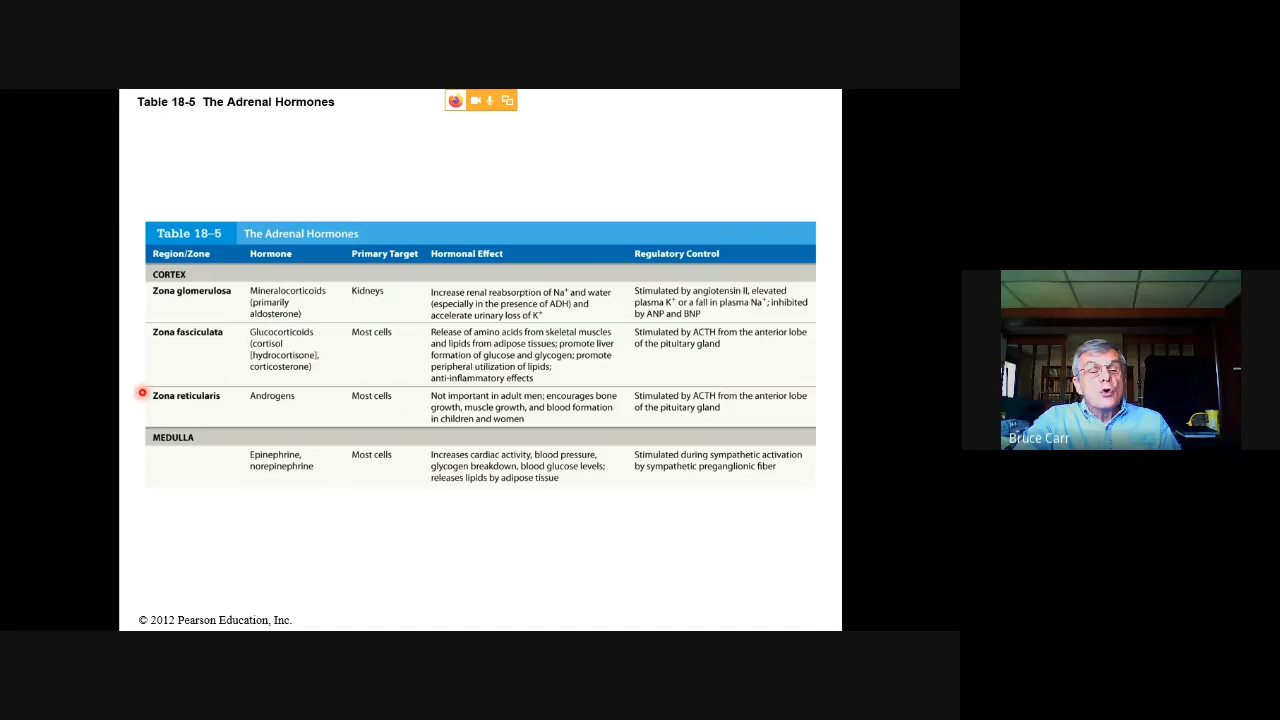 Table 18-5 The Adrenal Hormones
Table 18–5 The Adrenal Hormones
Region/Zone Hormone Primary Target Hormonal Effect Regulatory Control
CORTEX
Zona glomerulosa Mineralocorticoids Kidneys Increase renal reabsorption of Na⁺ and water Stimulated by angiotensin II, elevated
(primarily (especially in the presence of ADH) and plasma K⁺ or a fall in plasma Na⁺; inhibited
aldosterone) accelerate urinary loss of K⁺ by ANP and BNP
Zona fasciculata Glucocorticoids Most cells Release of amino acids from skeletal muscles Stimulated by ACTH from the anterior lobe
(cortisol and lipids from adipose tissues; promote liver of the pituitary gland
[hydrocortisone], formation of glucose and glycogen; promote
corticosterone) peripheral utilization of lipids;
anti-inflammatory effects
Zona reticularis Androgens Most cells Not important in adult men; encourages bone Stimulated by ACTH from the anterior lobe
growth, muscle growth, and blood formation of the pituitary gland
in children and women
MEDULLA
Epinephrine, Most cells Increases cardiac activity, blood pressure, Stimulated during sympathetic activation
norepinephrine glycogen breakdown, blood glucose levels; by sympathetic preganglionic fiber
releases lipids by adipose tissue
Bruce Carr
© 2012 Pearson Education, Inc.